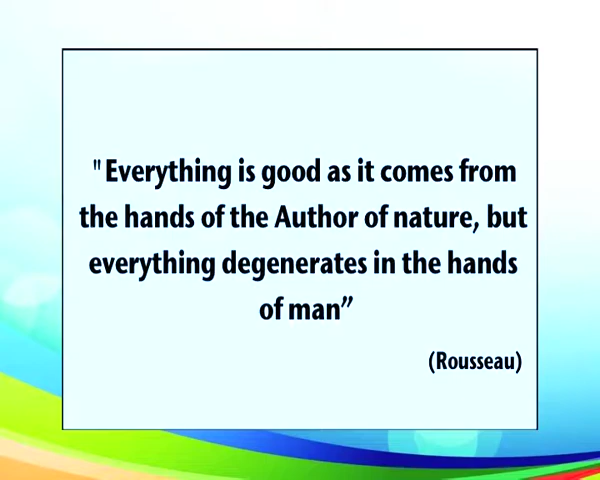 "Everything is good as it comes from
the hands of the Author of nature, but
everything degenerates in the hands
of man”
(Rousseau)